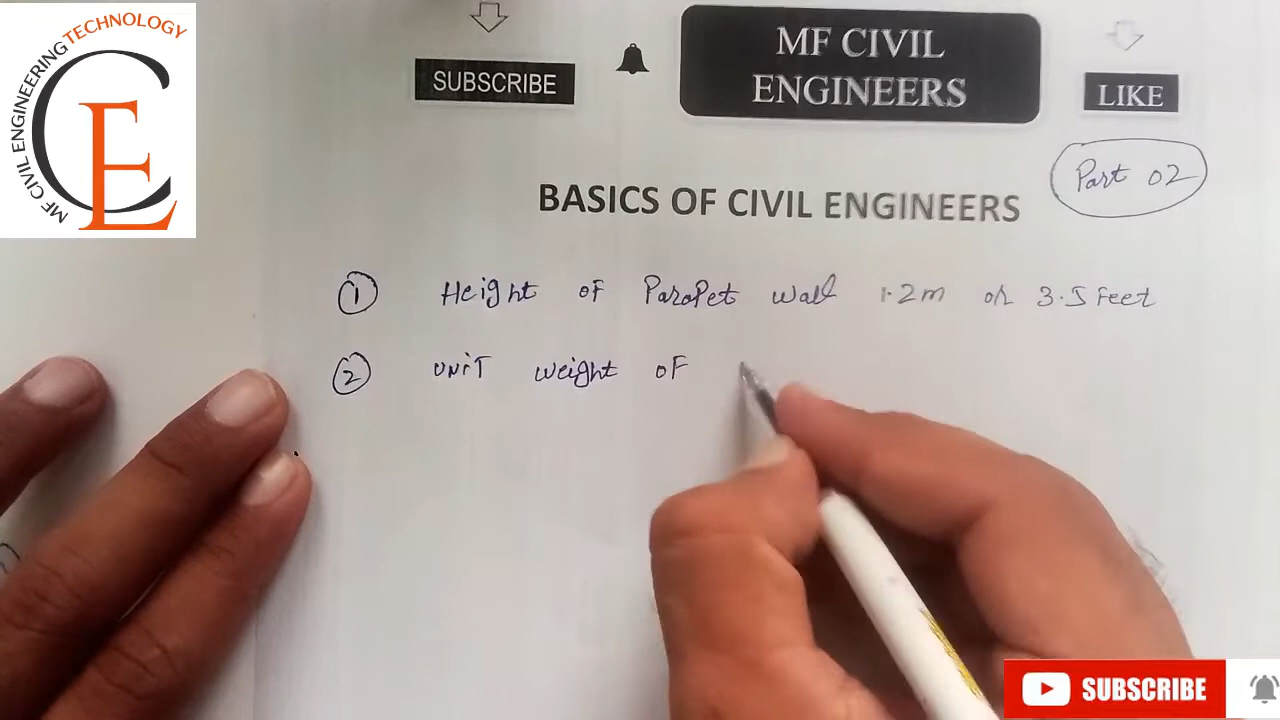 MF CIVIL ENGINEERING TECHNOLOGY
CE
SUBSCRIBE
MF CIVIL
ENGINEERS
LIKE
Part 02
BASICS OF CIVIL ENGINEERS
1 Height of ParaPet wall 1.2m or 3.5 Feet
2 UNIT weight OF
SUBSCRIBE